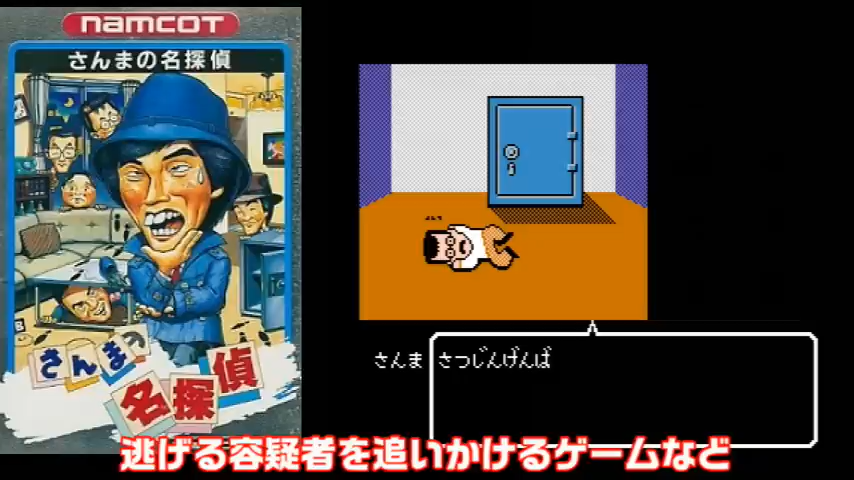 namcot
さんまの名探偵
さんまの
名探偵
さんま
さつじんげんば
逃げる容疑者を追いかけるゲームなど